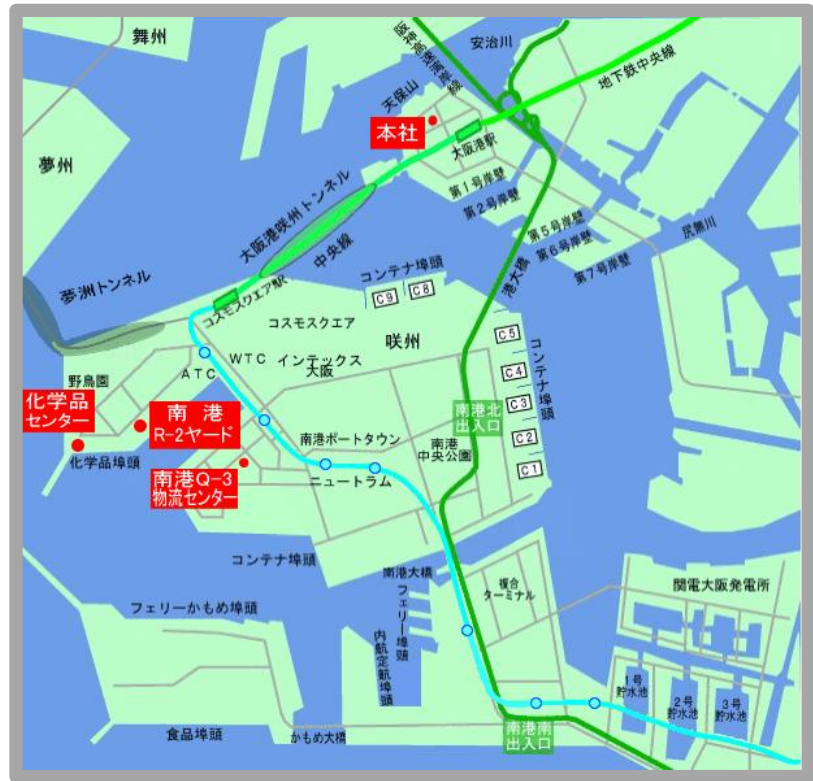 舞州
夢州
阪神高速湾岸線
安治川
地下鉄中央線
天保山
本社
大阪港駅
第1号岸壁
第2号岸壁
第5号岸壁
第6号岸壁
第7号岸壁
尻無川
大阪港咲州トンネル
中央線
夢洲トンネル
コスモスクエア駅
コンテナ埠頭
C9
C8
港大橋
コスモスクエア
咲州
WTC
インテックス
大阪
ATC
C5
C4
C3
C2
C1
コンテナ埠頭
野鳥園
化学品
センター
南港
R-2ヤード
化学品埠頭
南港Q-3
物流センター
南港北
出入口
南港ポートタウン
南港
中央公園
ニュートラム
コンテナ埠頭
南港大橋
フェリー埠頭
複合
ターミナル
関電大阪発電所
フェリーかもめ埠頭
内航定航埠頭
1号
貯水池
2号
貯水池
3号
貯水池
食品埠頭
かもめ大橋
南港南
出入口